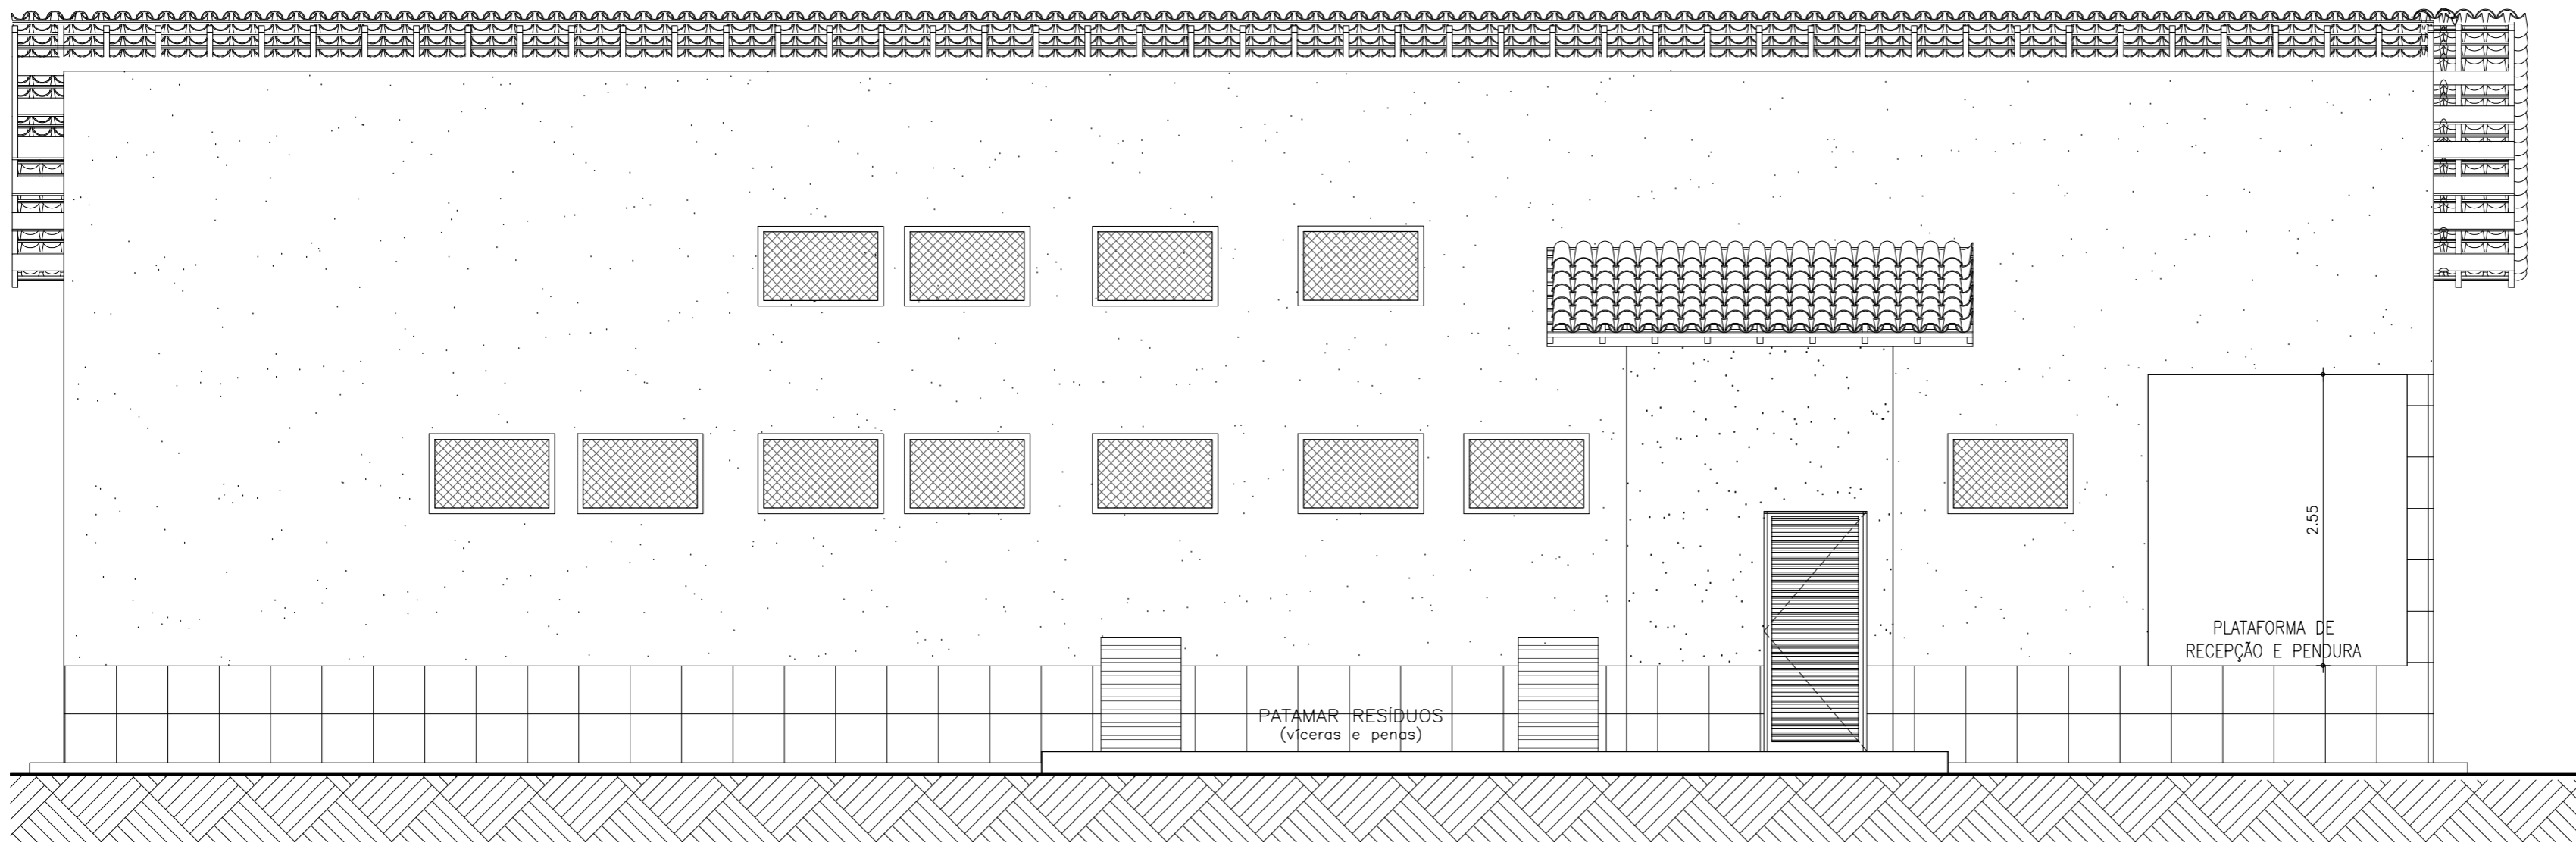 2.55
PLATAFORMA DE
RECEPÇÃO E PENDURA
PATAMAR RESÍDUOS
(víceras e penas)